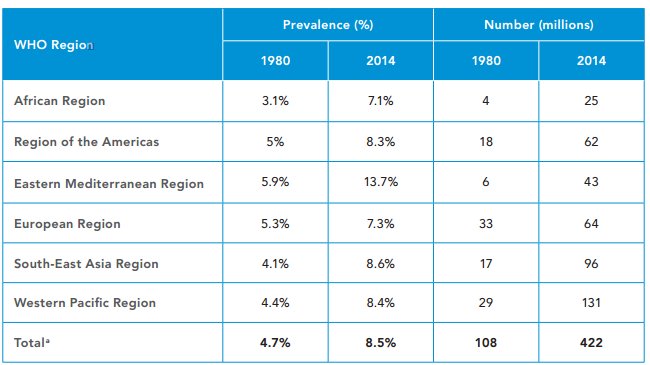 Prevalence (%) Number (millions)
WHO Region
1980 2014 1980 2014
African Region 3.1% 7.1% 4 25
Region of the Americas 5% 8.3% 18 62
Eastern Mediterranean Region 5.9% 13.7% 6 43
European Region 5.3% 7.3% 33 64
South-East Asia Region 4.1% 8.6% 17 96
Western Pacific Region 4.4% 8.4% 29 131
Totalᵃ 4.7% 8.5% 108 422